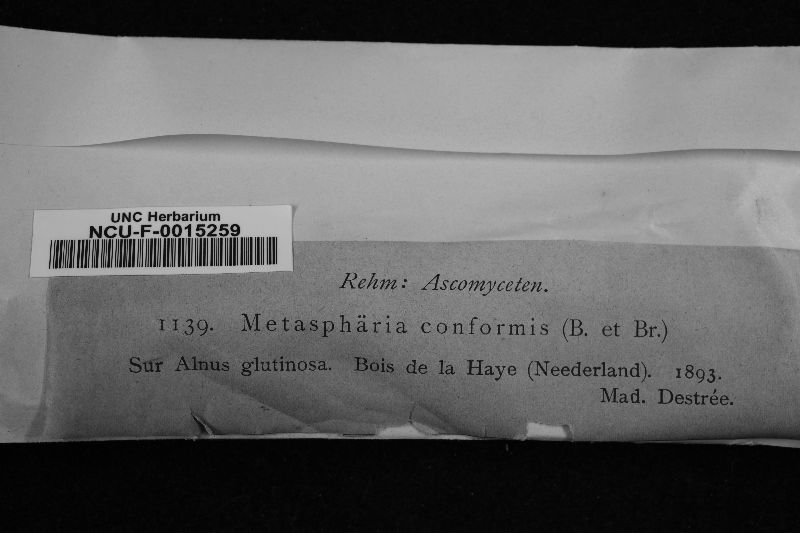 UNC Herbarium
NCU-F-0015259
Rehm: Ascomyceten.
1139. Metasphäria conformis (B. et Br.)
Sur Alnus glutinosa. Bois de la Haye (Neederland). 1893.
Mad. Destrée.